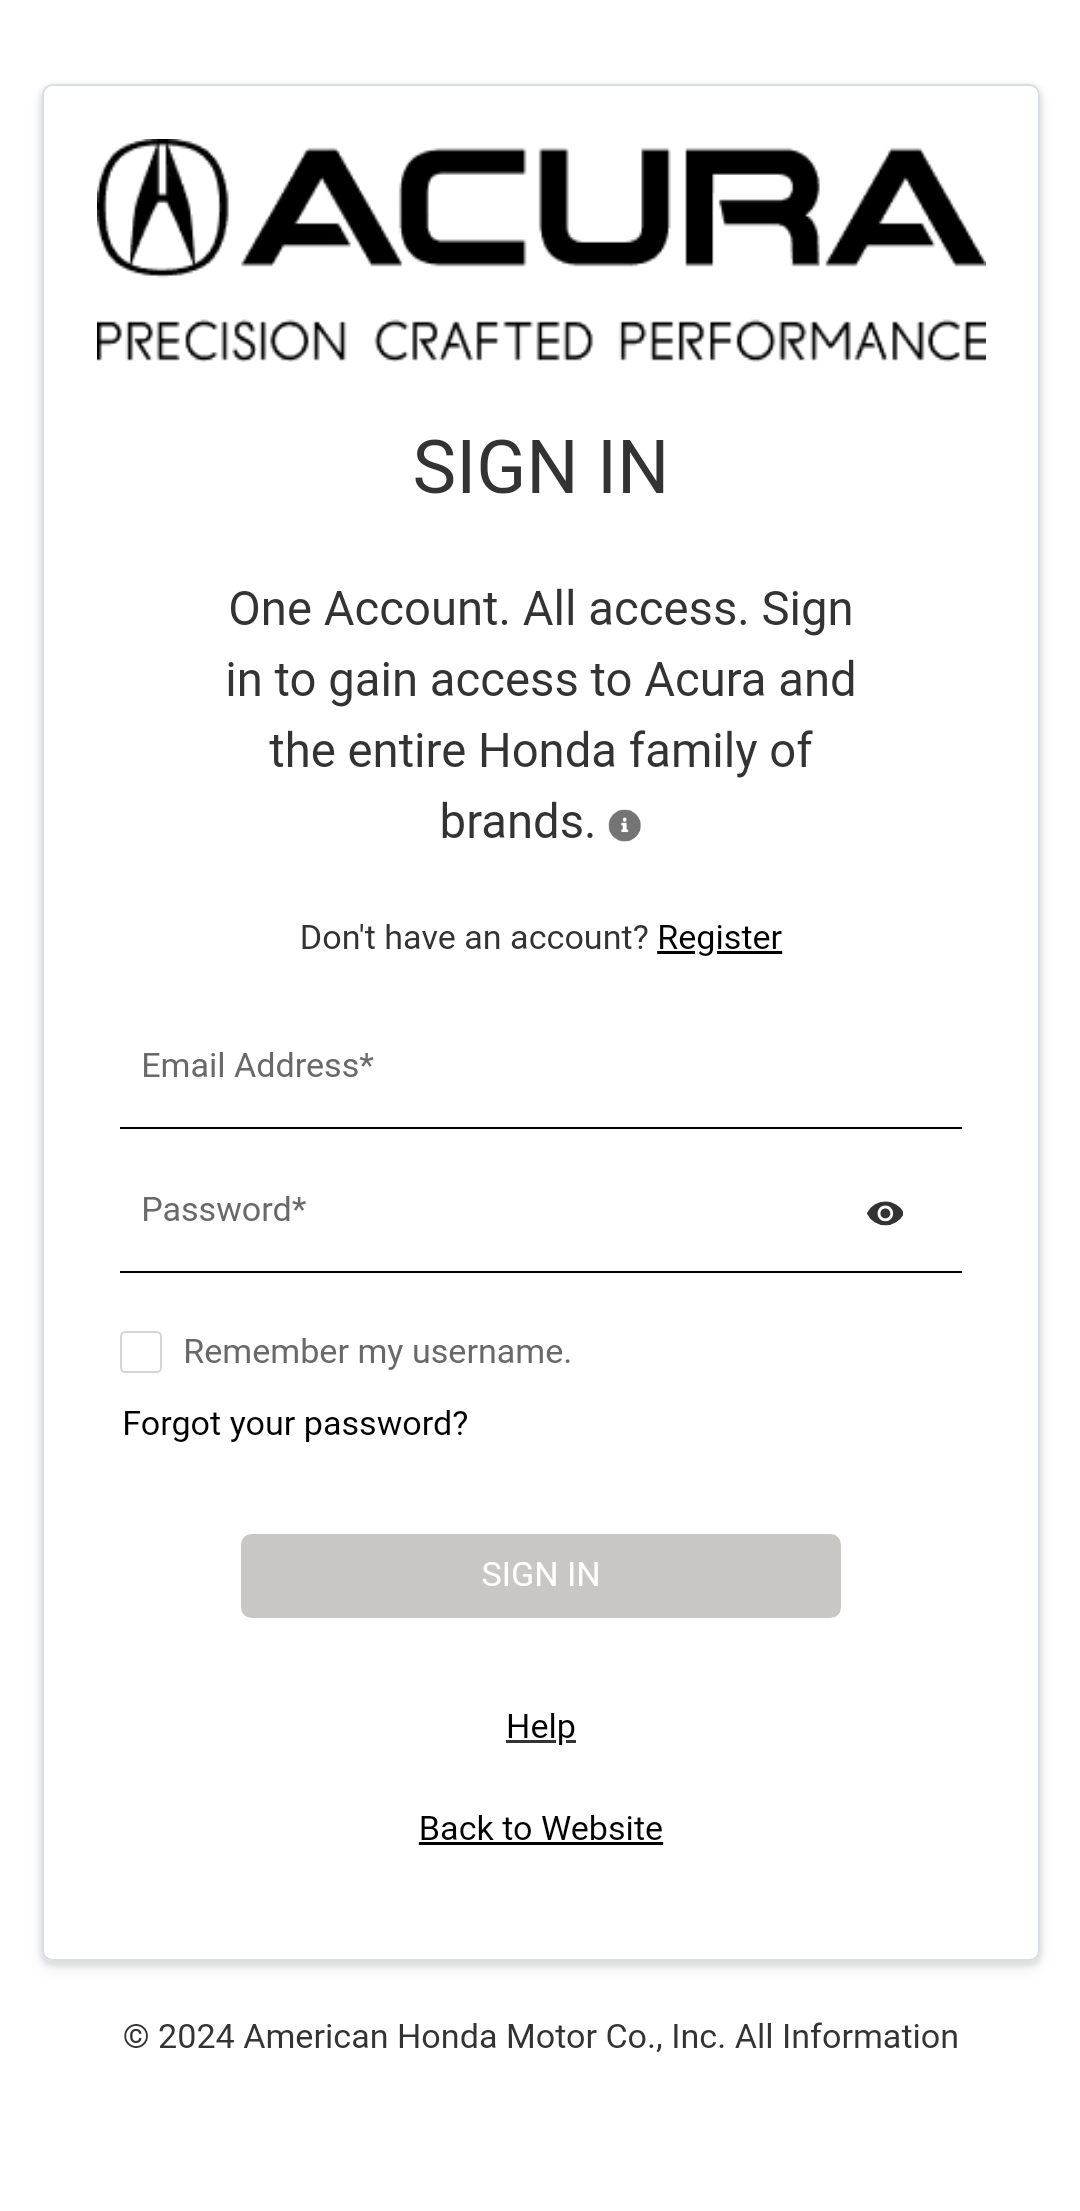 ACURA
PRECISION CRAFTED PERFORMANCE
SIGN IN
One Account. All access. Sign
in to gain access to Acura and
the entire Honda family of
brands.
Don't have an account? Register
Email Address*
Password*
Remember my username.
Forgot your password?
SIGN IN
Help
Back to Website
© 2024 American Honda Motor Co., Inc. All Information